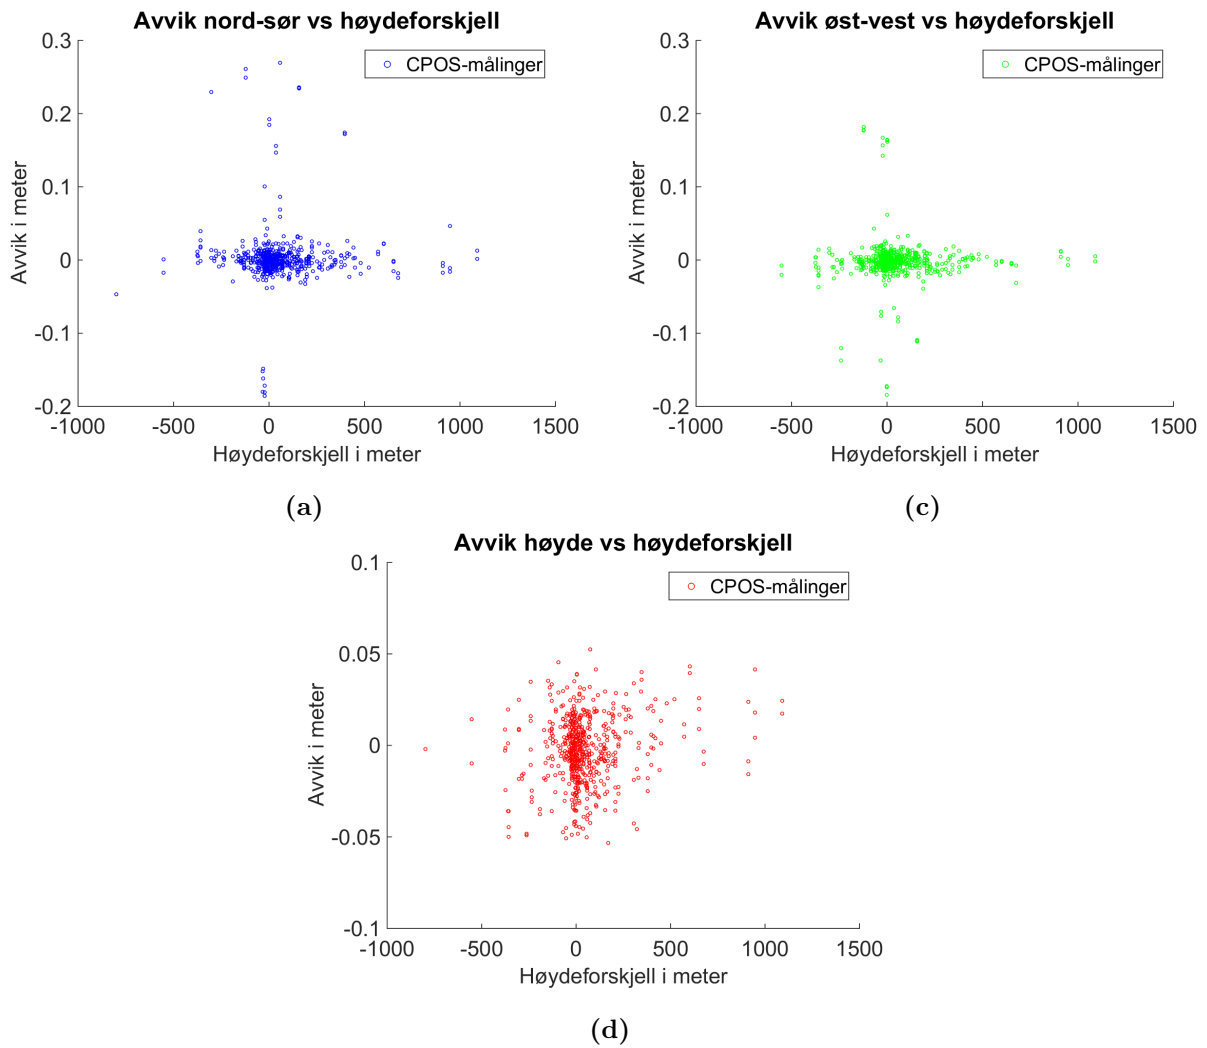 Avvik nord-sør vs høydeforskjell
CPOS-målinger
0.3
0.2
0.1
0
-0.1
-0.2
Avvik i meter
-1000 -500 0 500 1000 1500
Høydeforskjell i meter
(a)
Avvik øst-vest vs høydeforskjell
CPOS-målinger
0.3
0.2
0.1
0
-0.1
-0.2
Avvik i meter
-1000 -500 0 500 1000 1500
Høydeforskjell i meter
(c)
Avvik høyde vs høydeforskjell
CPOS-målinger
0.1
0.05
0
-0.05
-0.1
Avvik i meter
-1000 -500 0 500 1000 1500
Høydeforskjell i meter
(d)